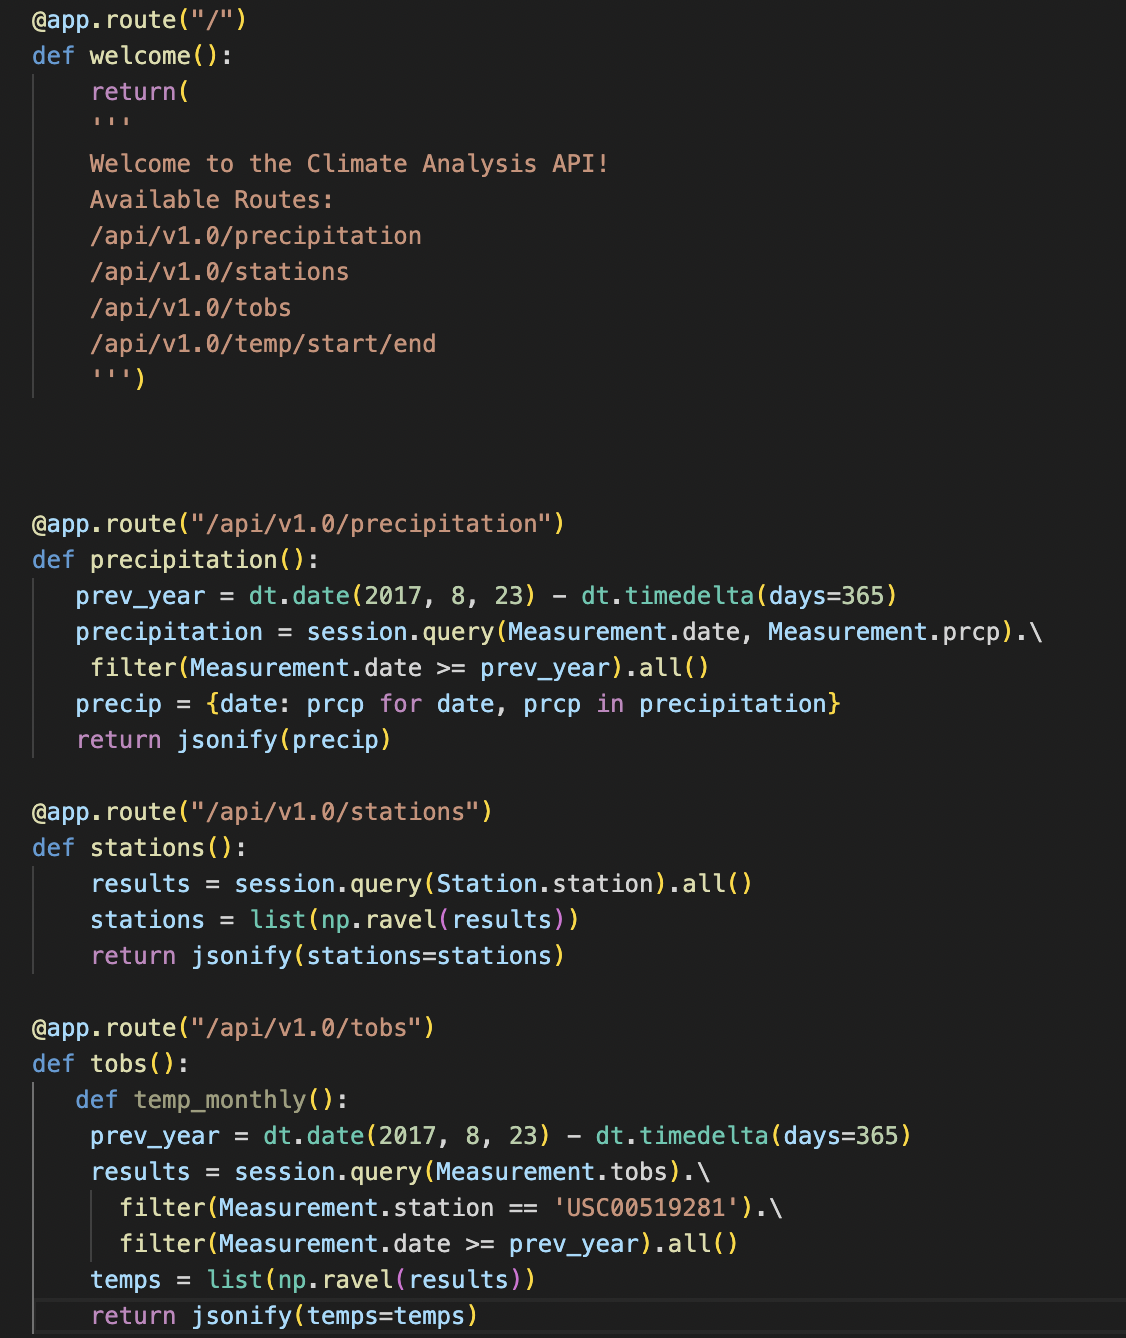 @app.route("/")
def welcome():
    return(
    '''
    Welcome to the Climate Analysis API!
    Available Routes:
    /api/v1.0/precipitation
    /api/v1.0/stations
    /api/v1.0/tobs
    /api/v1.0/temp/start/end
    ''')
@app.route("/api/v1.0/precipitation")
def precipitation():
   prev_year = dt.date(2017, 8, 23) - dt.timedelta(days=365)
   precipitation = session.query(Measurement.date, Measurement.prcp).\
    filter(Measurement.date >= prev_year).all()
   precip = {date: prcp for date, prcp in precipitation}
   return jsonify(precip)
@app.route("/api/v1.0/stations")
def stations():
    results = session.query(Station.station).all()
    stations = list(np.ravel(results))
    return jsonify(stations=stations)
@app.route("/api/v1.0/tobs")
def tobs():
   def temp_monthly():
    prev_year = dt.date(2017, 8, 23) - dt.timedelta(days=365)
    results = session.query(Measurement.tobs).\
      filter(Measurement.station == 'USC00519281').\
      filter(Measurement.date >= prev_year).all()
    temps = list(np.ravel(results))
    return jsonify(temps=temps)